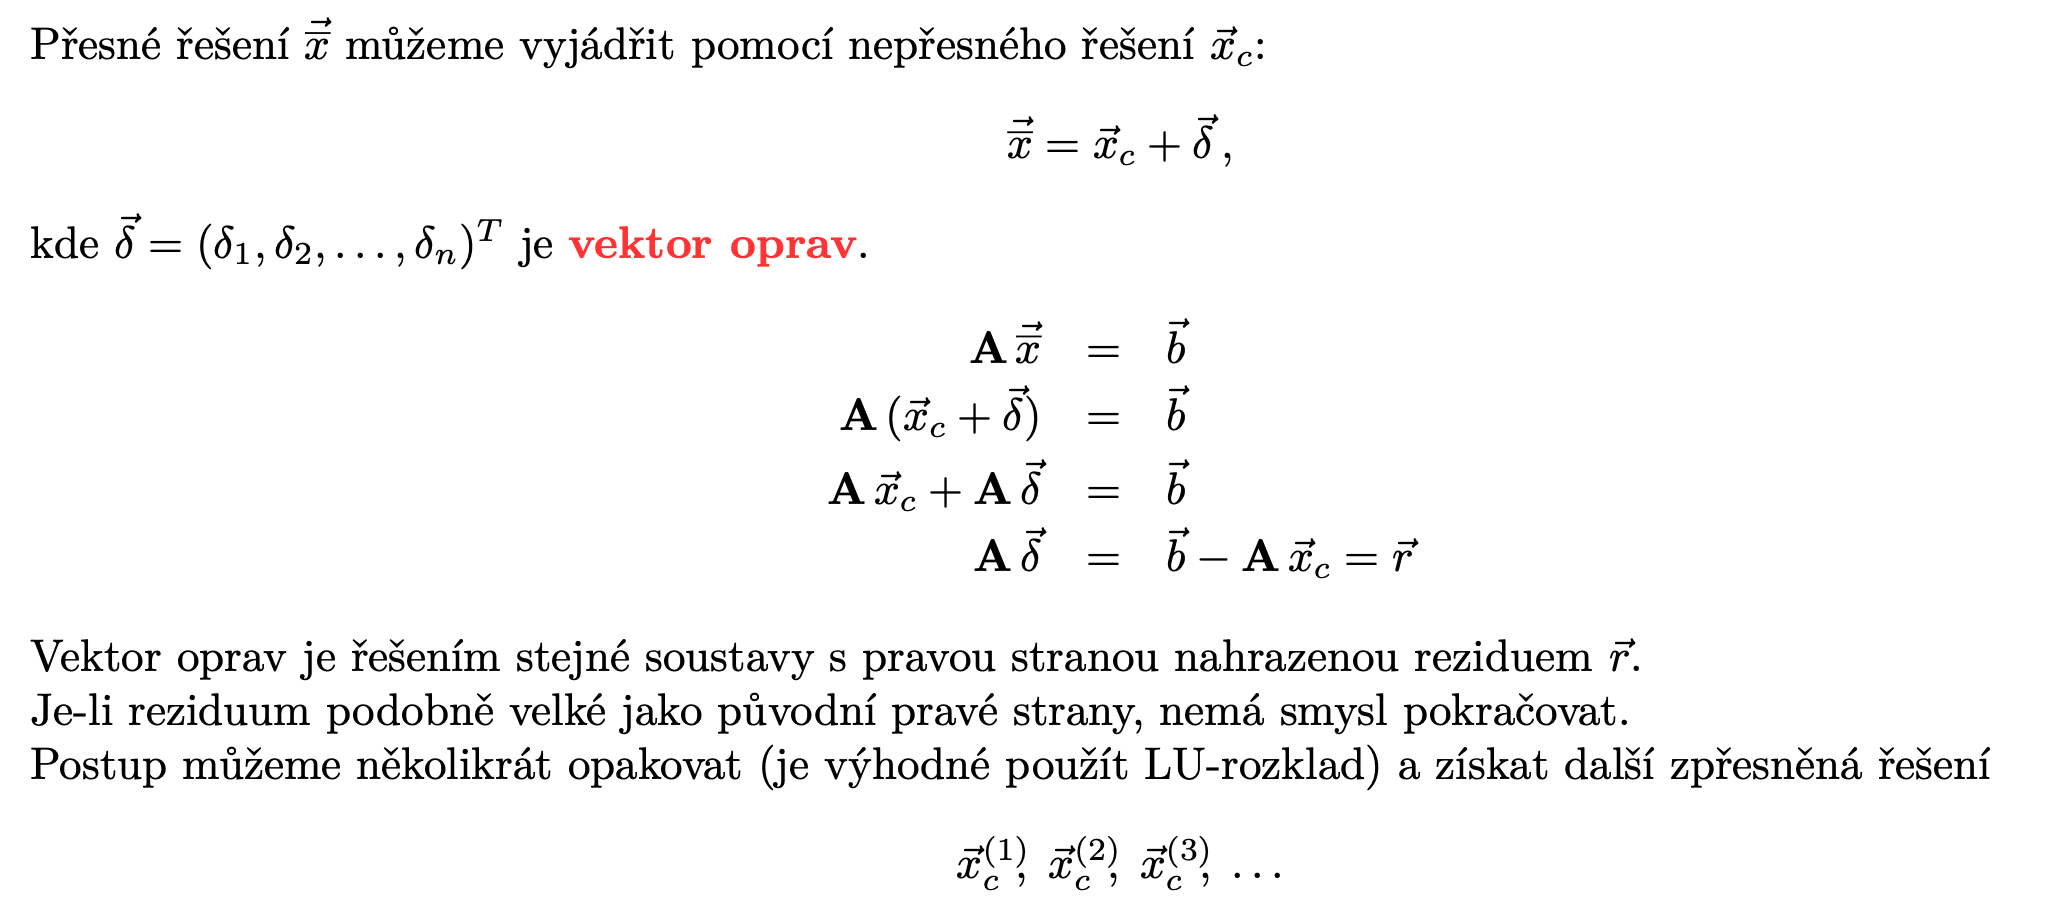 Přesné řešení $\vec{\overline{x}}$ můžeme vyjádřit pomocí nepřesného řešení $\vec{x}_c$:
$\vec{\overline{x}} = \vec{x}_c + \vec{\delta},$
kde $\vec{\delta} = (\delta_1, \delta_2, \ldots, \delta_n)^T$ je vektor oprav.
$\mathbf{A}\,\vec{\overline{x}} = \vec{b}$
$\mathbf{A}\,(\vec{x}_c + \vec{\delta}) = \vec{b}$
$\mathbf{A}\,\vec{x}_c + \mathbf{A}\,\vec{\delta} = \vec{b}$
$\mathbf{A}\,\vec{\delta} = \vec{b} - \mathbf{A}\,\vec{x}_c = \vec{r}$
Vektor oprav je řešením stejné soustavy s pravou stranou nahrazenou reziduem $\vec{r}$.
Je-li reziduum podobně velké jako původní pravé strany, nemá smysl pokračovat.
Postup můžeme několikrát opakovat (je výhodné použít LU-rozklad) a získat další zpřesněná řešení
$\vec{x}_c^{(1)}, \vec{x}_c^{(2)}, \vec{x}_c^{(3)}, \ldots$